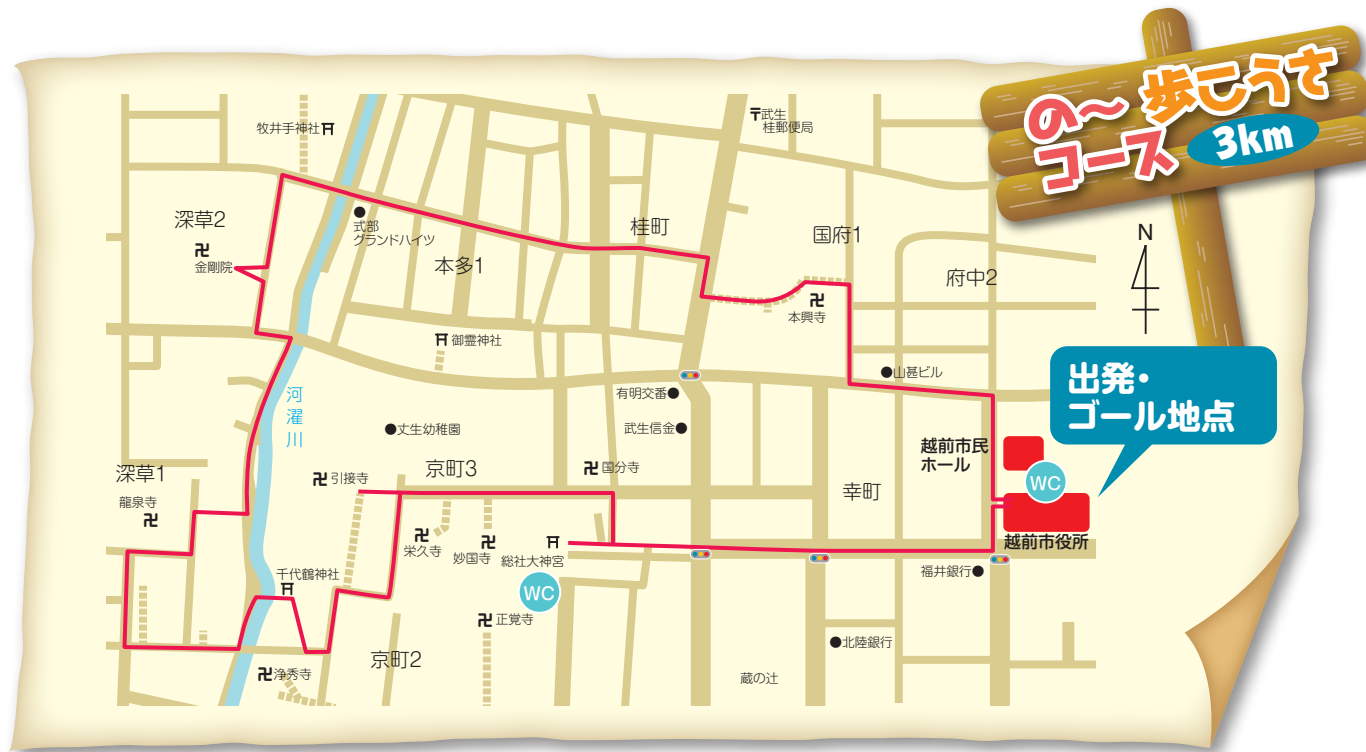 の～ 歩こうさ
コース 3km
N
出発・
ゴール地点
牧井手神社
〒武生
桂郵便局
深草2
金剛院
式部
グランドハイツ
本多1
桂町
国府1
府中2
本興寺
御霊神社
山甚ビル
有明交番
武生信金
河濯川
丈生幼稚園
越前市民
ホール
WC
越前市役所
深草1
龍泉寺
引接寺
京町3
国分寺
幸町
栄久寺
妙国寺
総社大神宮
WC
千代鶴神社
正覚寺
福井銀行
北陸銀行
浄秀寺
京町2
蔵の辻